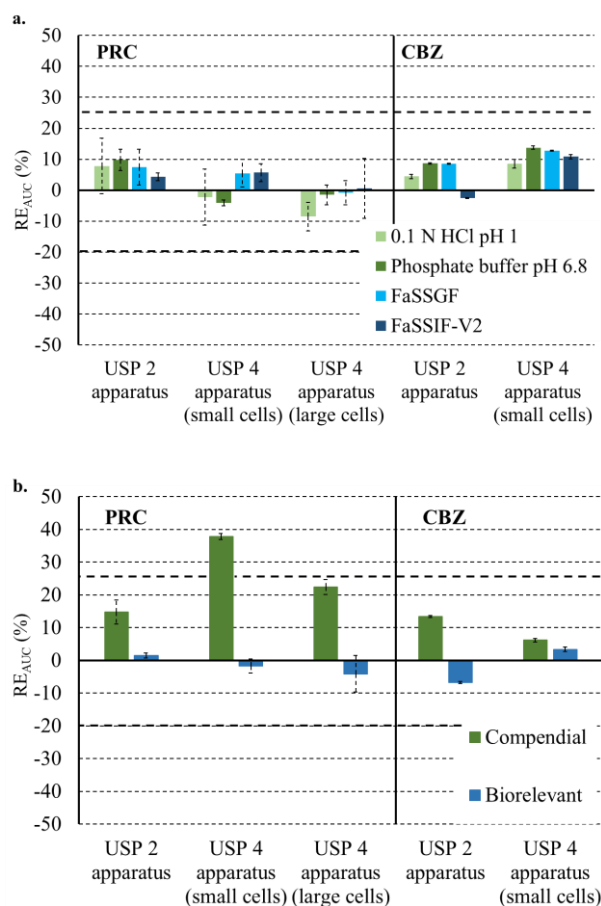 a.
PRC
CBZ
50
40
30
20
10
0
-10
-20
-30
-40
-50
RE_AUC (%)
0.1 N HCl pH 1
Phosphate buffer pH 6.8
FaSSGF
FaSSIF-V2
USP 2
apparatus
USP 4
apparatus
(small cells)
USP 4
apparatus
(large cells)
USP 2
apparatus
USP 4
apparatus
(small cells)
b.
PRC
CBZ
50
40
30
20
10
0
-10
-20
-30
-40
-50
RE_AUC (%)
Compendial
Biorelevant
USP 2
apparatus
USP 4
apparatus
(small cells)
USP 4
apparatus
(large cells)
USP 2
apparatus
USP 4
apparatus
(small cells)